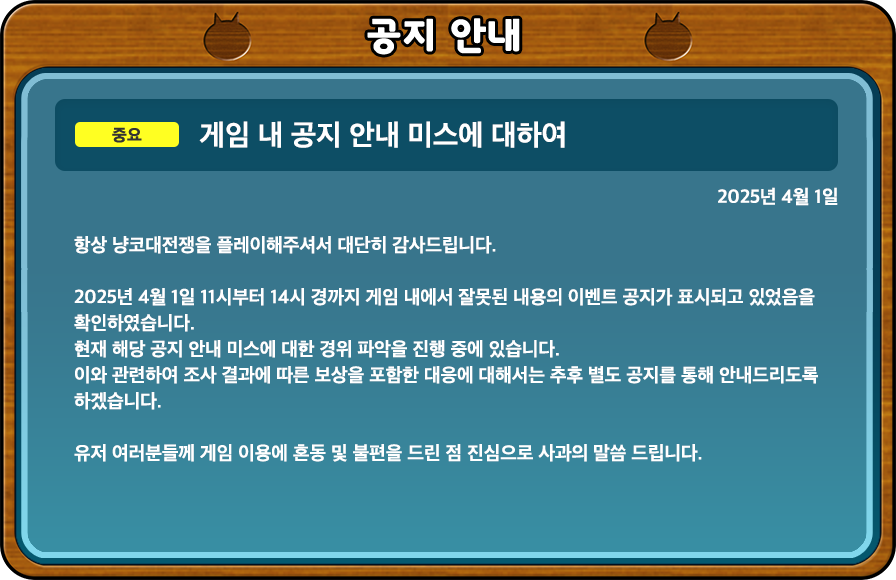 공지 안내
중요
게임 내 공지 안내 미스에 대하여
2025년 4월 1일
항상 냥코대전쟁을 플레이해주셔서 대단히 감사드립니다.
2025년 4월 1일 11시부터 14시 경까지 게임 내에서 잘못된 내용의 이벤트 공지가 표시되고 있었음을
확인하였습니다.
현재 해당 공지 안내 미스에 대한 경위 파악을 진행 중에 있습니다.
이와 관련하여 조사 결과에 따른 보상을 포함한 대응에 대해서는 추후 별도 공지를 통해 안내드리도록
하겠습니다.
유저 여러분들께 게임 이용에 혼동 및 불편을 드린 점 진심으로 사과의 말씀 드립니다.